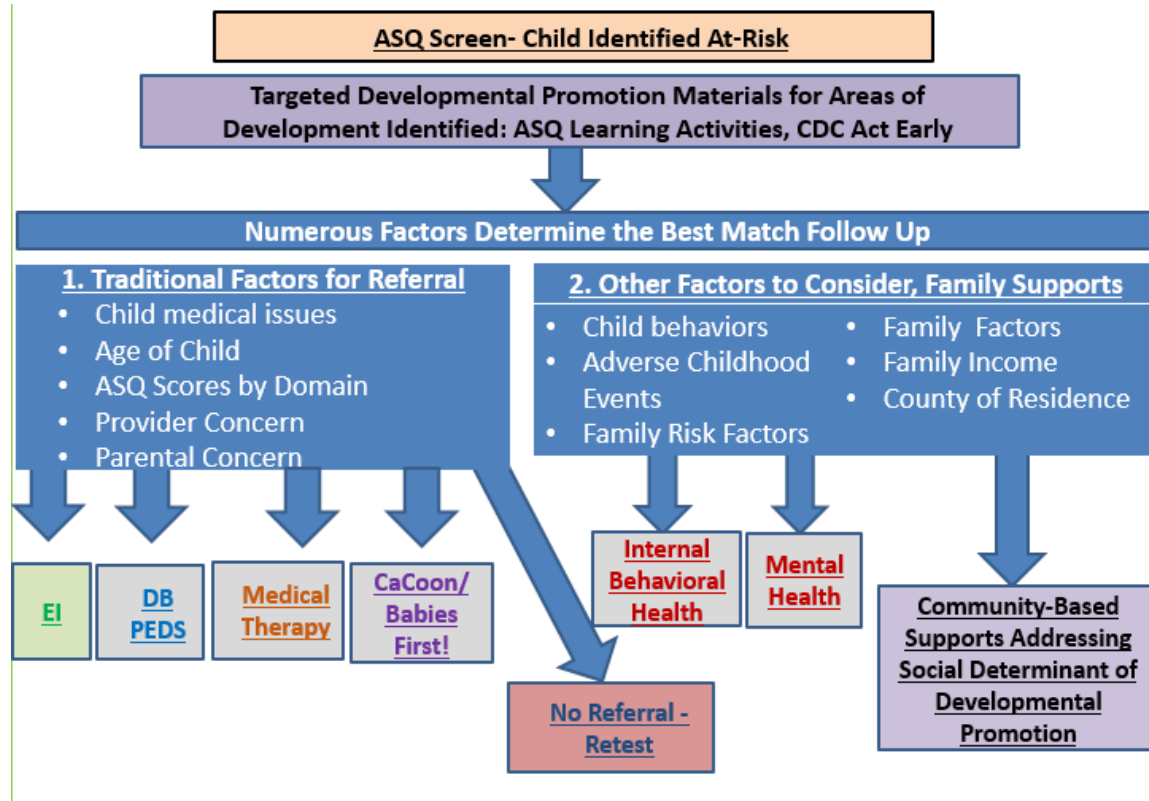 ASQ Screen- Child Identified At-Risk
Targeted Developmental Promotion Materials for Areas of
Development Identified: ASQ Learning Activities, CDC Act Early
Numerous Factors Determine the Best Match Follow Up
1. Traditional Factors for Referral
• Child medical issues
• Age of Child
• ASQ Scores by Domain
• Provider Concern
• Parental Concern
2. Other Factors to Consider, Family Supports
• Child behaviors
• Adverse Childhood
Events
• Family Risk Factors
• Family Factors
• Family Income
• County of Residence
EI
DB
PEDS
Medical
Therapy
CaCoon/
Babies
First!
No Referral -
Retest
Internal
Behavioral
Health
Mental
Health
Community-Based
Supports Addressing
Social Determinant of
Developmental
Promotion